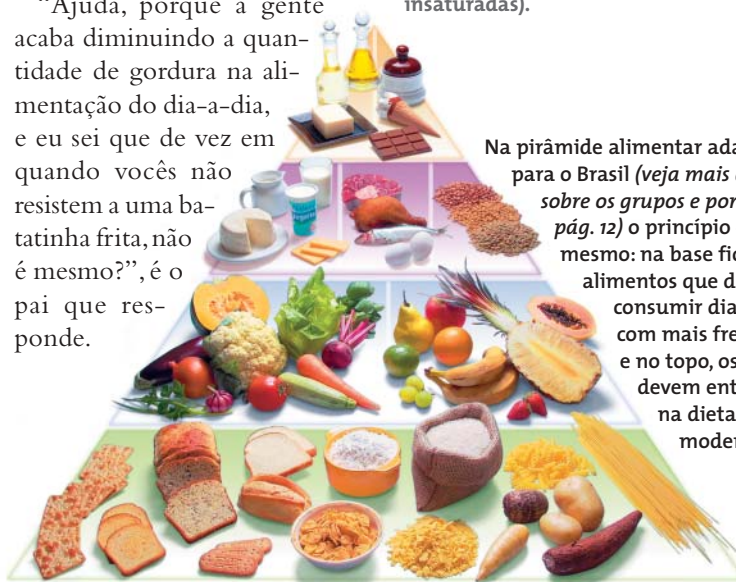 “Ajuda, porque a gente
acaba diminuindo a quan-
tidade de gordura na ali-
mentação do dia-a-dia,
e eu sei que de vez em
quando vocês não
resistem a uma ba-
tatinha frita, não
é mesmo?”, é o
pai que res-
ponde.
insaturadas).
Na pirâmide alimentar ada
para o Brasil (veja mais
sobre os grupos e por
pág. 12) o princípio
mesmo: na base fic
alimentos que d
consumir dia
com mais fre
e no topo, os
devem ent
na dieta
moder